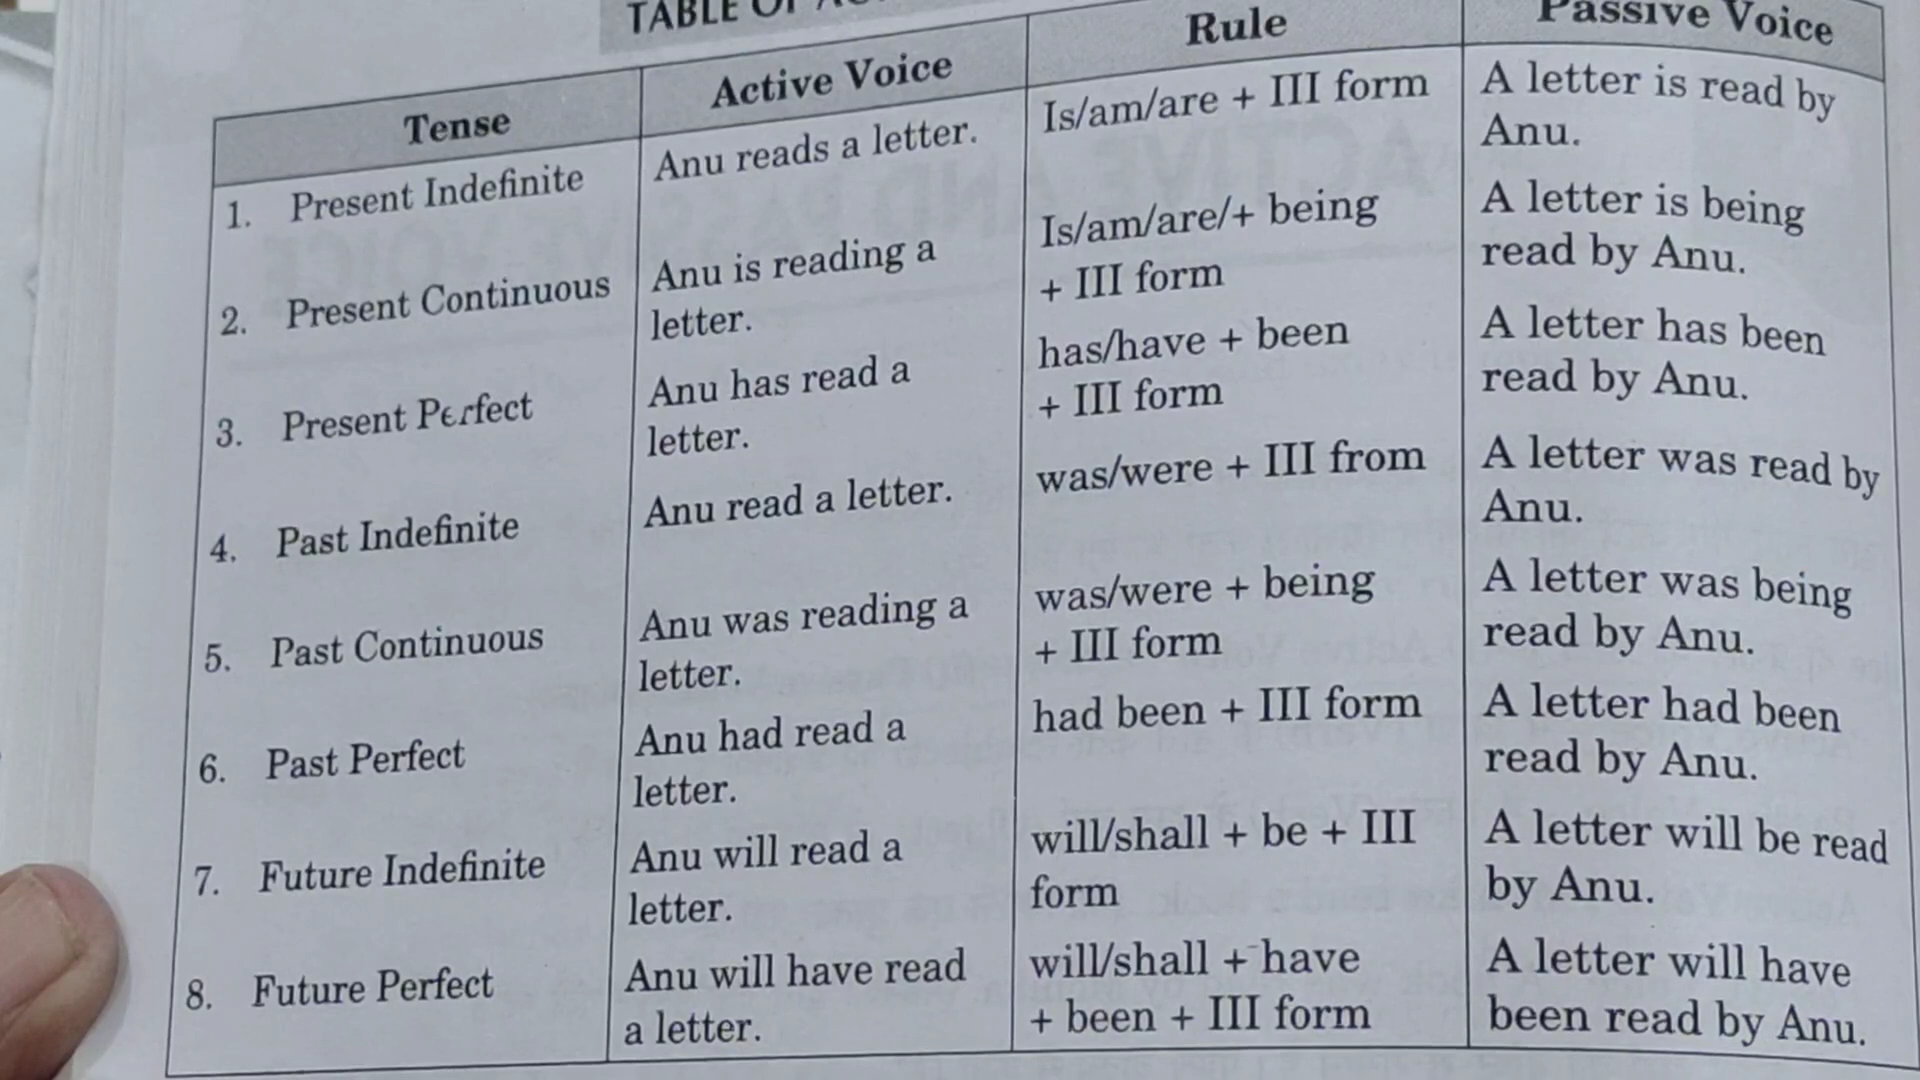 TABLE OF
Tense Active Voice Rule Passive Voice
1. Present Indefinite Anu reads a letter. Is/am/are + III form A letter is read by
Anu.
2. Present Continuous Anu is reading a Is/am/are/+ being A letter is being
letter. + III form read by Anu.
3. Present Perfect Anu has read a has/have + been A letter has been
letter. + III form read by Anu.
4. Past Indefinite Anu read a letter. was/were + III from A letter was read by
Anu.
5. Past Continuous Anu was reading a was/were + being A letter was being
letter. + III form read by Anu.
6. Past Perfect Anu had read a had been + III form A letter had been
letter. read by Anu.
7. Future Indefinite Anu will read a will/shall + be + III A letter will be read
letter. form by Anu.
8. Future Perfect Anu will have read will/shall + have A letter will have
a letter. + been + III form been read by Anu.